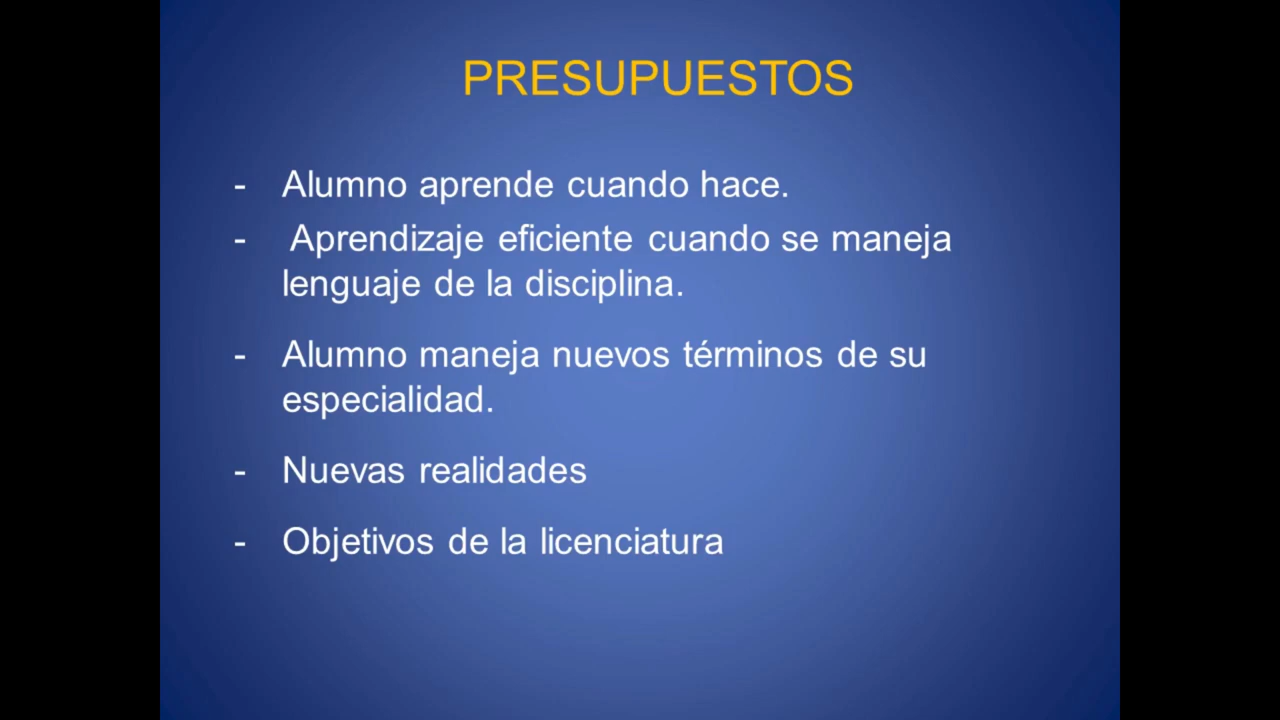 PRESUPUESTOS
- Alumno aprende cuando hace.
- Aprendizaje eficiente cuando se maneja
lenguaje de la disciplina.
- Alumno maneja nuevos términos de su
especialidad.
- Nuevas realidades
- Objetivos de la licenciatura